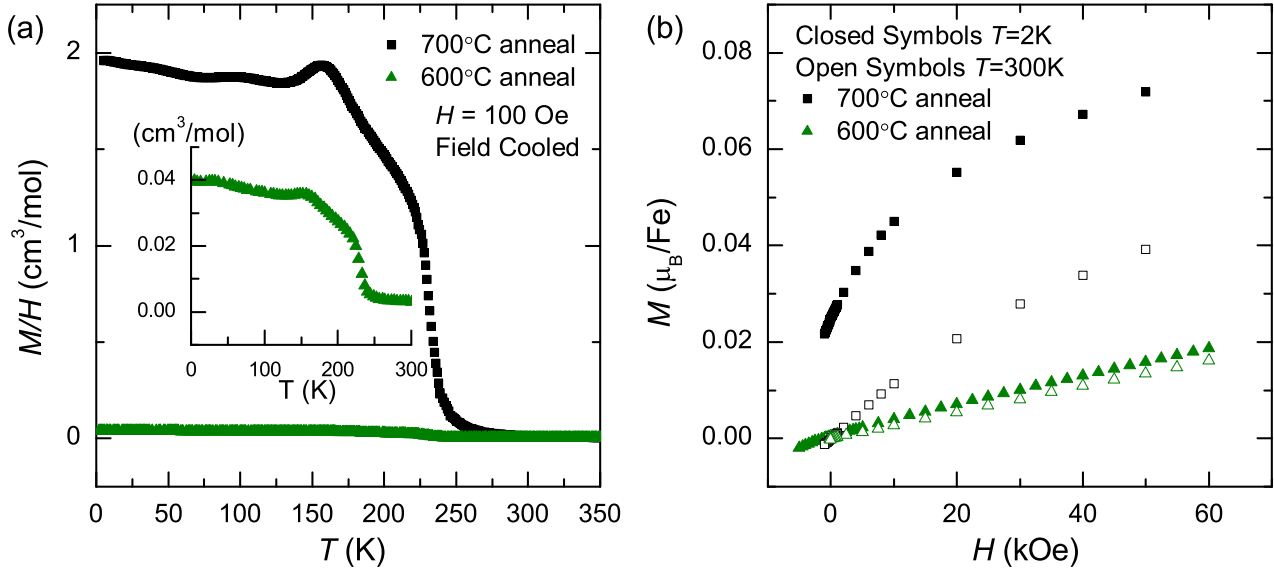 (a)
2
1
0
M/H (cm³/mol)
700°C anneal
600°C anneal
H = 100 Oe
Field Cooled
(cm³/mol)
0.04
0.02
0.00
0 100 200 300
T (K)
0 50 100 150 200 250 300 350
T (K)
(b)
0.08
0.06
0.04
0.02
0.00
M (μB/Fe)
Closed Symbols T=2K
Open Symbols T=300K
700°C anneal
600°C anneal
0 20 40 60
H (kOe)